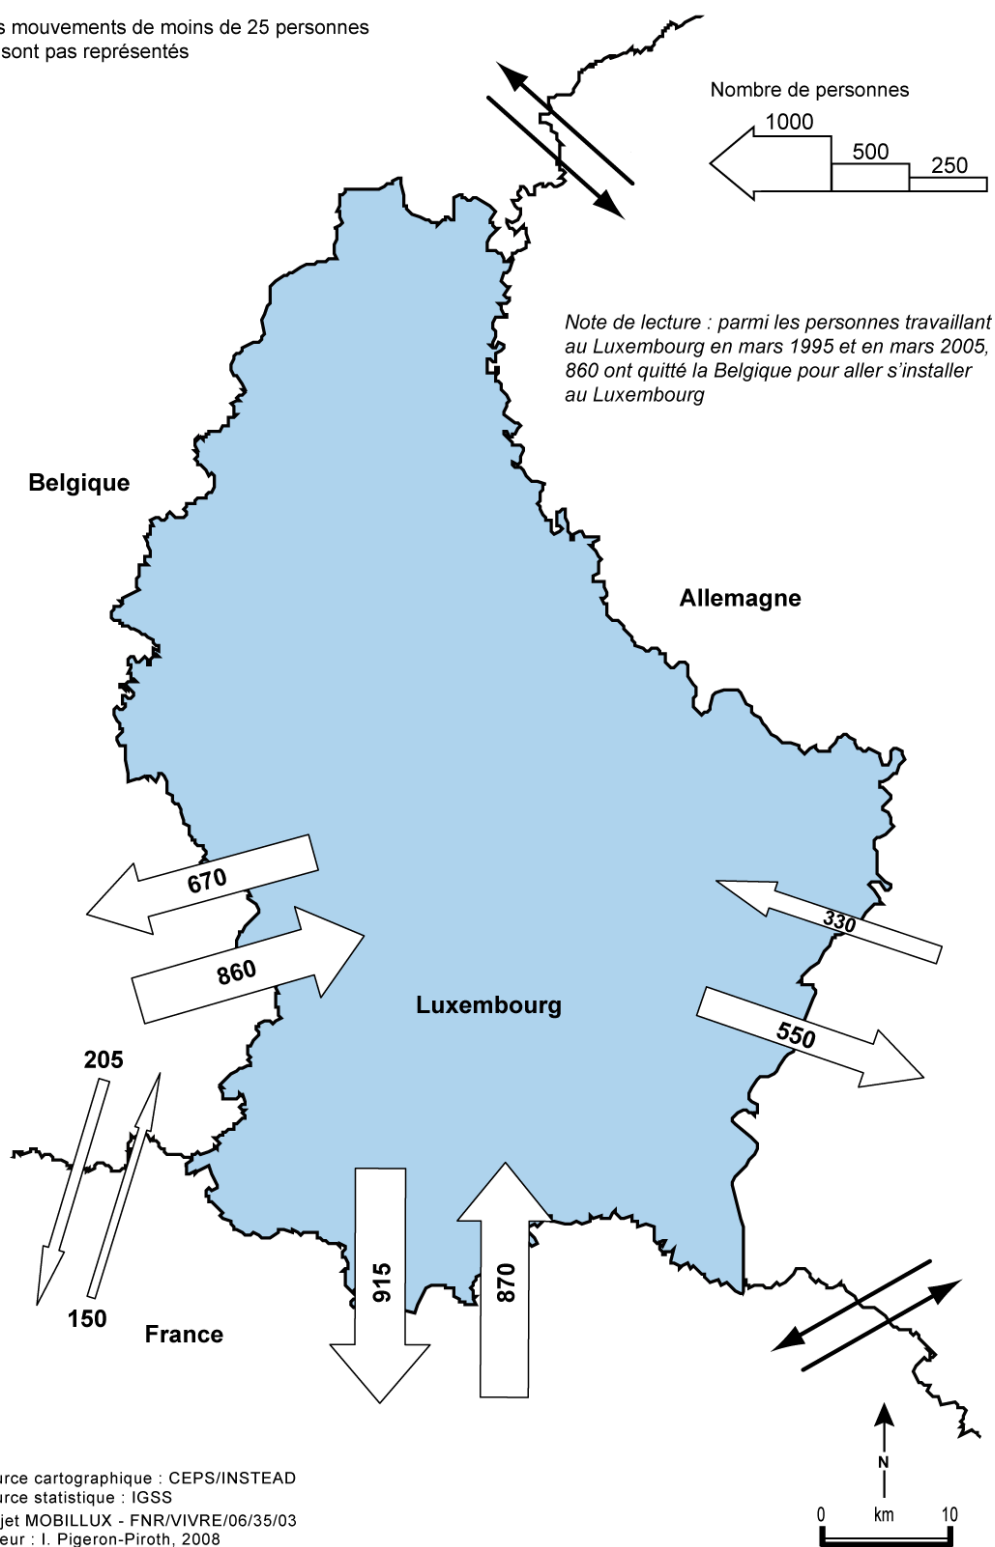 s mouvements de moins de 25 personnes
sont pas représentés
Nombre de personnes
1000
500
250
Note de lecture : parmi les personnes travaillant
au Luxembourg en mars 1995 et en mars 2005,
860 ont quitté la Belgique pour aller s'installer
au Luxembourg
Belgique
Allemagne
670
330
860
Luxembourg
550
205
915
870
150
France
N
0 km 10
urce cartographique : CEPS/INSTEAD
urce statistique : IGSS
jet MOBILLUX - FNR/VIVRE/06/35/03
eur : I. Pigeron-Piroth, 2008